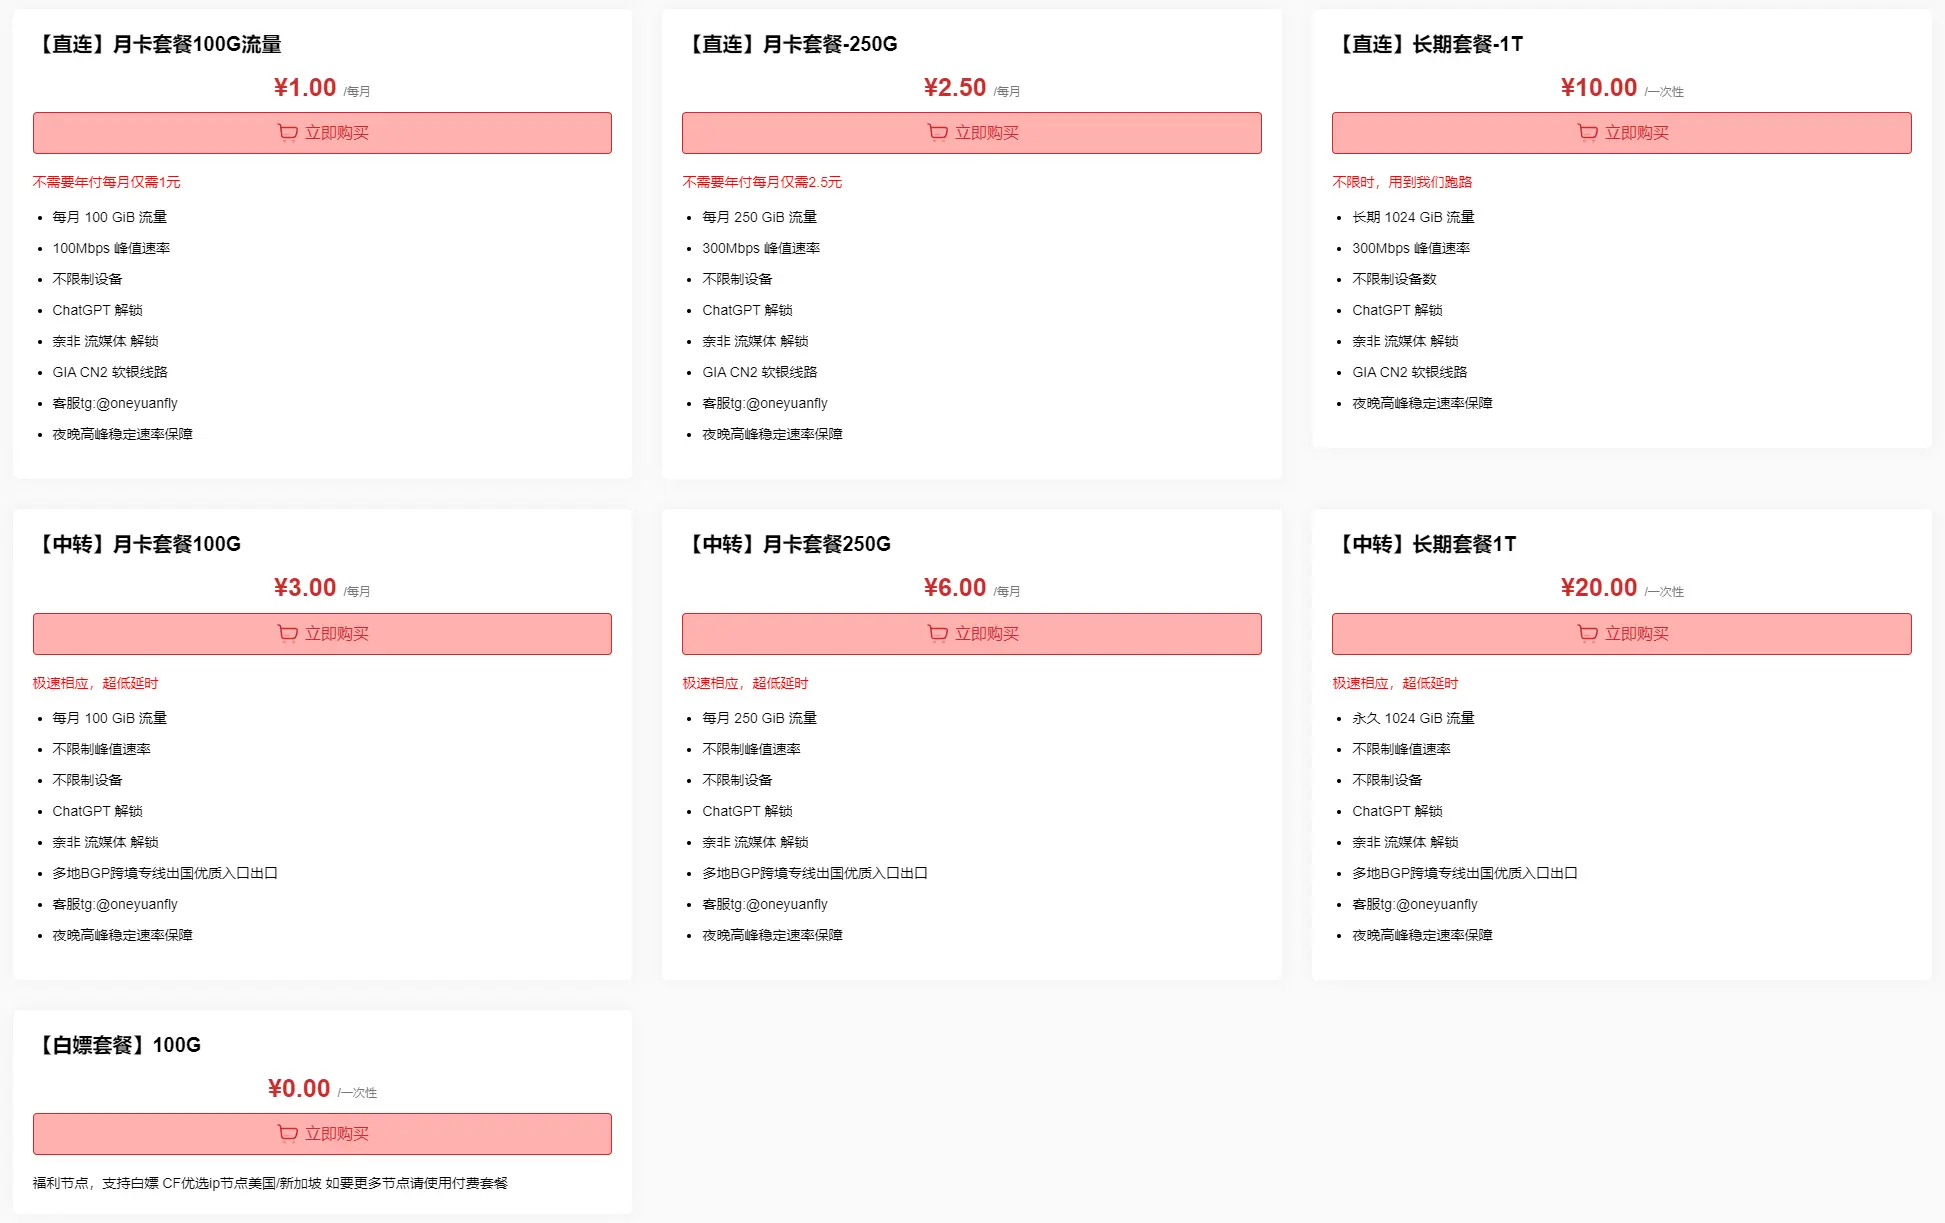 【直连】月卡套餐100G流量
¥1.00 /每月
立即购买
不需要年付每月仅需1元
每月 100 GiB 流量
100Mbps 峰值速率
不限制设备
ChatGPT 解锁
奈非 流媒体 解锁
GIA CN2 软银线路
客服tg:@oneyuanfly
夜晚高峰稳定速率保障
【直连】月卡套餐-250G
¥2.50 /每月
立即购买
不需要年付每月仅需2.5元
每月 250 GiB 流量
300Mbps 峰值速率
不限制设备
ChatGPT 解锁
奈非 流媒体 解锁
GIA CN2 软银线路
客服tg:@oneyuanfly
夜晚高峰稳定速率保障
【直连】长期套餐-1T
¥10.00 /一次性
立即购买
不限时，用到我们跑路
长期 1024 GiB 流量
300Mbps 峰值速率
不限制设备数
ChatGPT 解锁
奈非 流媒体 解锁
GIA CN2 软银线路
夜晚高峰稳定速率保障
【中转】月卡套餐100G
¥3.00 /每月
立即购买
极速相应，超低延时
每月 100 GiB 流量
不限制峰值速率
不限制设备
ChatGPT 解锁
奈非 流媒体 解锁
多地BGP跨境专线出国优质入口出口
客服tg:@oneyuanfly
夜晚高峰稳定速率保障
【中转】月卡套餐250G
¥6.00 /每月
立即购买
极速相应，超低延时
每月 250 GiB 流量
不限制峰值速率
不限制设备
ChatGPT 解锁
奈非 流媒体 解锁
多地BGP跨境专线出国优质入口出口
客服tg:@oneyuanfly
夜晚高峰稳定速率保障
【中转】长期套餐1T
¥20.00 /一次性
立即购买
极速相应，超低延时
永久 1024 GiB 流量
不限制峰值速率
不限制设备
ChatGPT 解锁
奈非 流媒体 解锁
多地BGP跨境专线出国优质入口出口
客服tg:@oneyuanfly
夜晚高峰稳定速率保障
【白嫖套餐】100G
¥0.00 /一次性
立即购买
福利节点，支持白嫖 CF优选ip节点美国/新加坡 如要更多节点请使用付费套餐